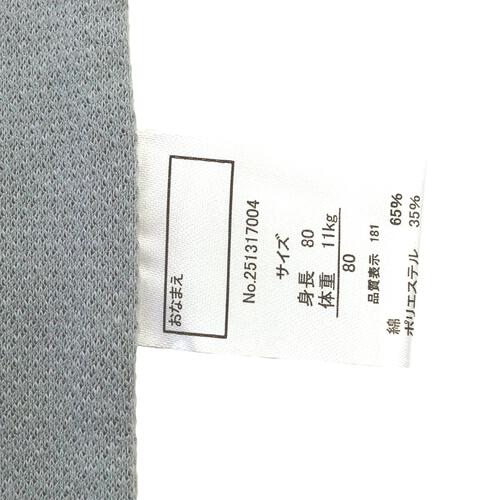 おなまえ
No.251317004
サイズ
身長 80
体重 11kg
80
品質表示 181
綿 65%
ポリエステル 35%